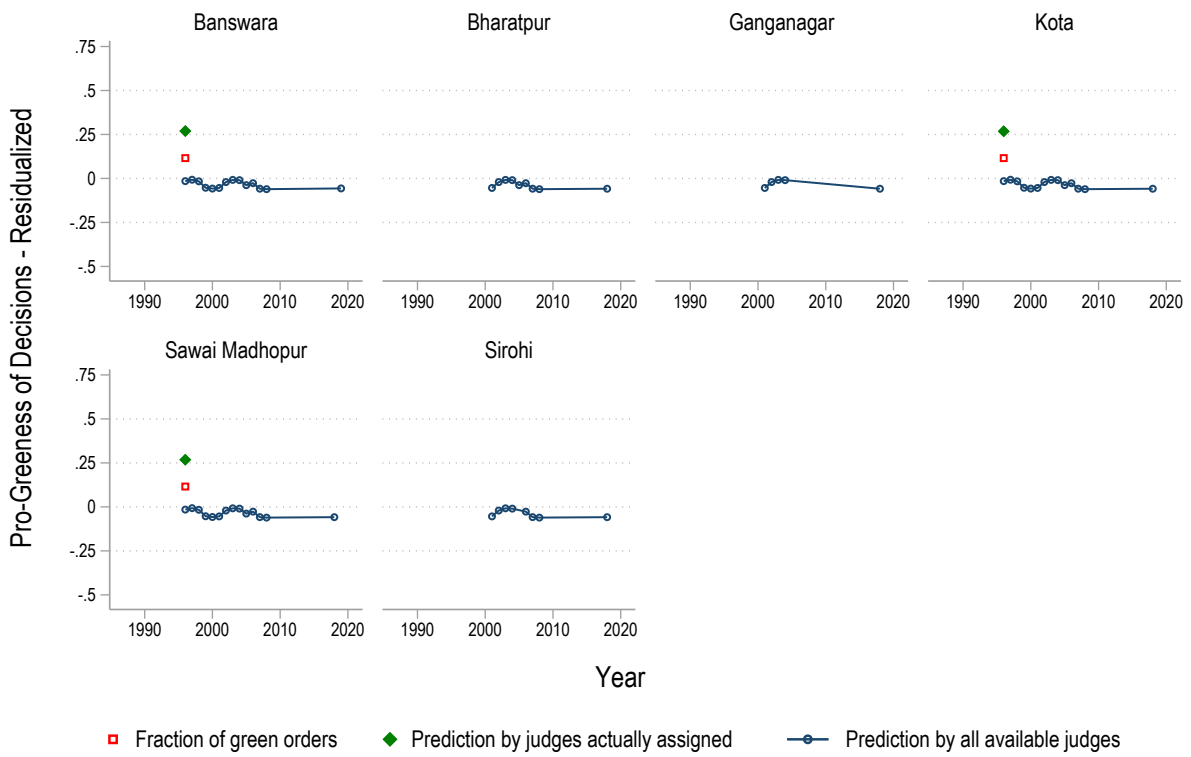 Banswara Bharatpur Ganganagar Kota
Pro-Greeness of Decisions - Residualized
.75
.5
.25
0
-.25
-.5
1990 2000 2010 2020 1990 2000 2010 2020 1990 2000 2010 2020 1990 2000 2010 2020
Sawai Madhopur Sirohi
.75
.5
.25
0
-.25
-.5
1990 2000 2010 2020 1990 2000 2010 2020
Year
Fraction of green orders Prediction by judges actually assigned Prediction by all available judges